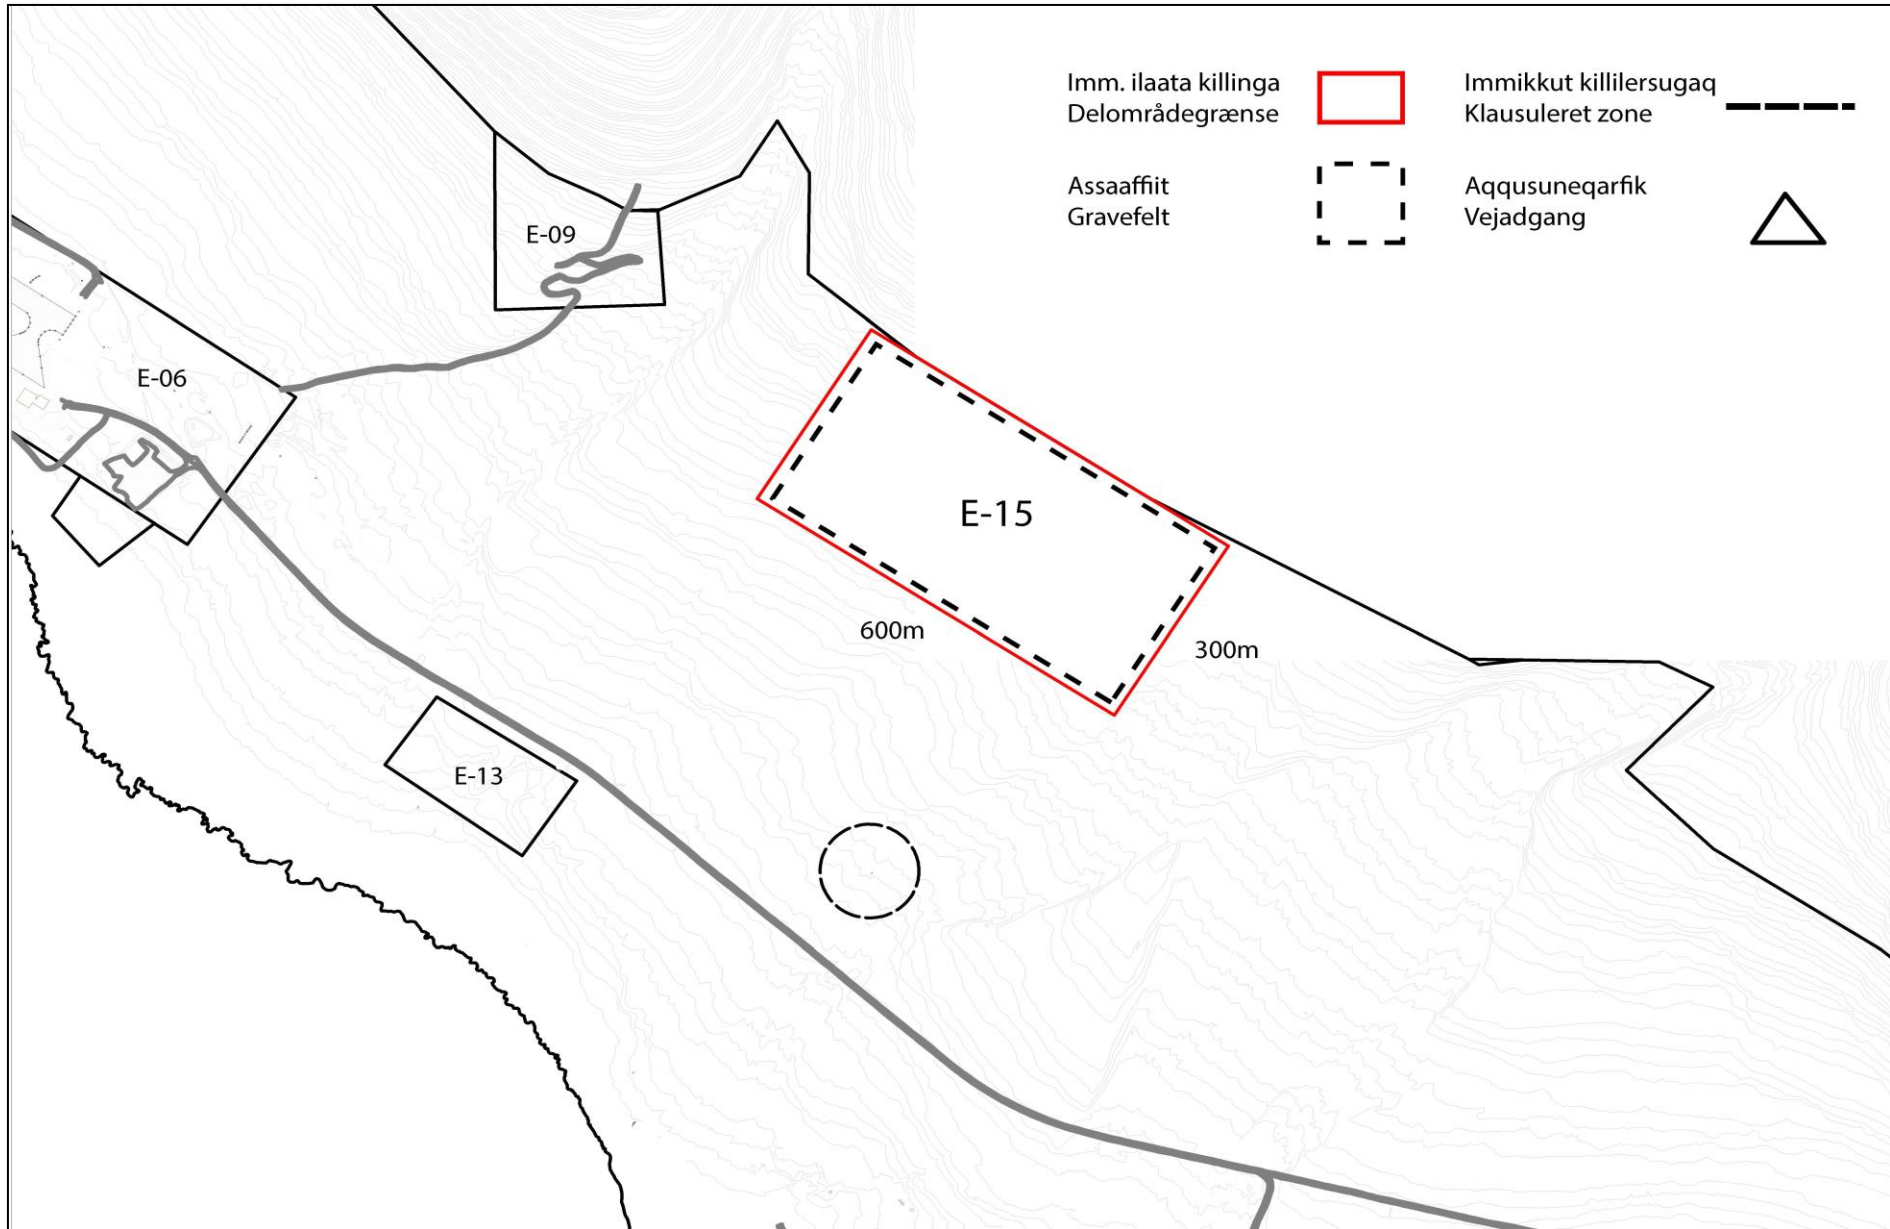 Imm. ilaata killinga
Delområdegrænse
Immikkut killilersugaq
Klausuleret zone
Assaaffiit
Gravefelt
Aqqusuneqarfik
Vejadgang
E-09
E-06
E-15
600m
300m
E-13